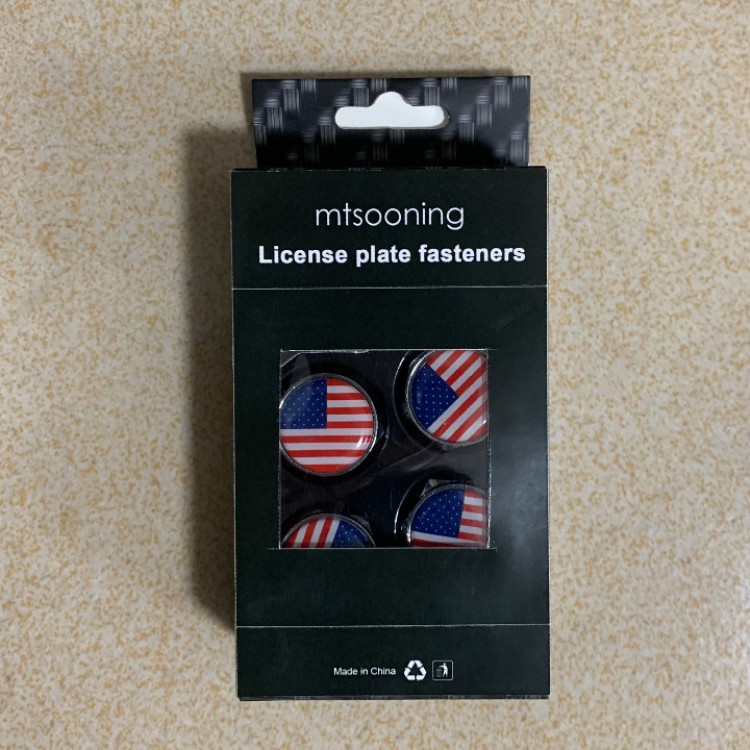 mtsooning
License plate fasteners
Made in China